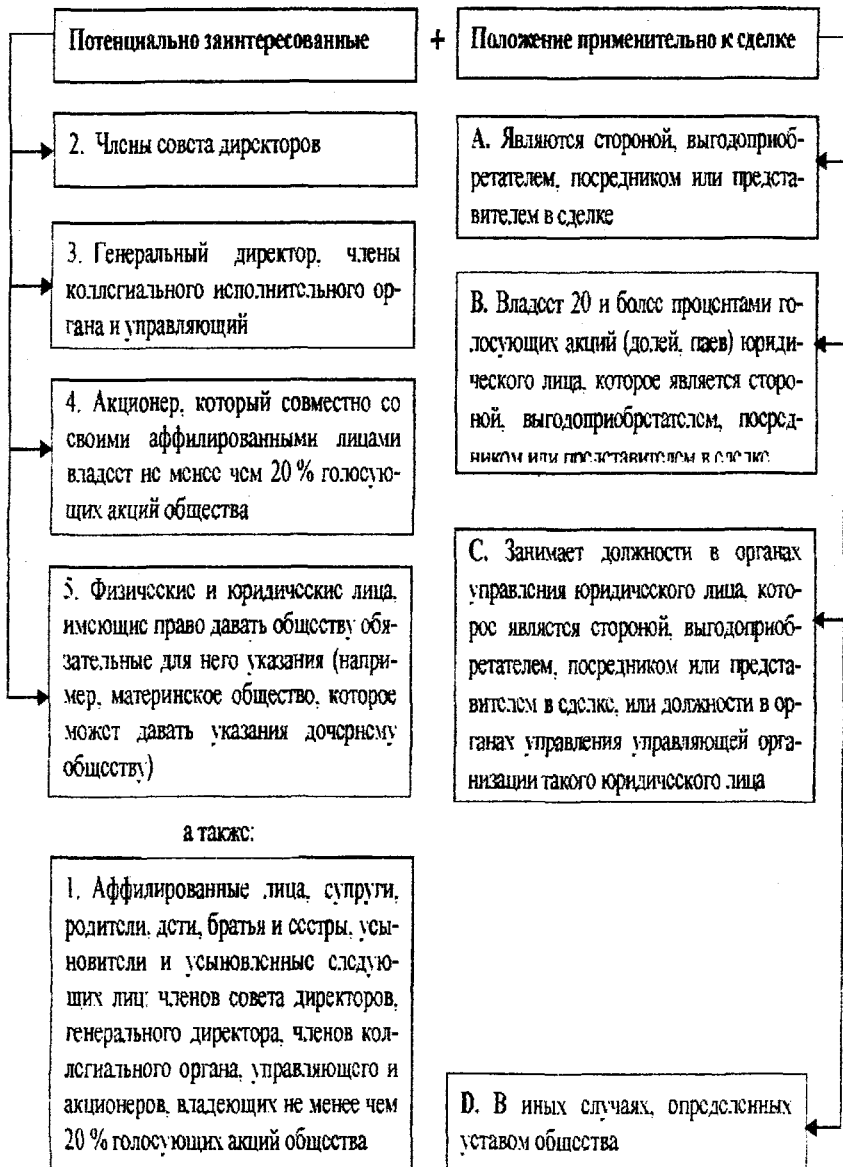 Потенциально заинтересованные
+
Положение применительно к сделке
2. Члены совета директоров
3. Генеральный директор, члены
коллегиального исполнительного ор-
гана и управляющий
4. Акционер, который совместно со
своими аффилированными лицами
владеет не менее чем 20 % голосую-
щих акций общества
5. Физические и юридические лица,
имеющие право давать обществу обя-
зательные для него указания (напри-
мер, материнское общество, которое
может давать указания дочернему
обществу)
а также:
1. Аффилированные лица, супруги,
родители, дети, братья и сестры, усы-
новители и усыновленные следую-
щих лиц: членов совета директоров,
генерального директора, членов кол-
легиального органа, управляющего и
акционеров, владеющих не менее чем
20 % голосующих акций общества
A. Являются стороной, выгодоприоб-
ретателем, посредником или предста-
вителем в сделке
B. Владеет 20 и более процентами го-
лосующих акций (долей, паев) юриди-
ческого лица, которое является сторо-
ной, выгодоприобретателем, посред-
ником или представителем в сделке
C. Занимает должности в органах
управления юридического лица, кото-
рое является стороной, выгодоприоб-
ретателем, посредником или предста-
вителем в сделке, или должности в ор-
ганах управления управляющей орга-
низации такого юридического лица
D. В иных случаях, определенных
уставом общества